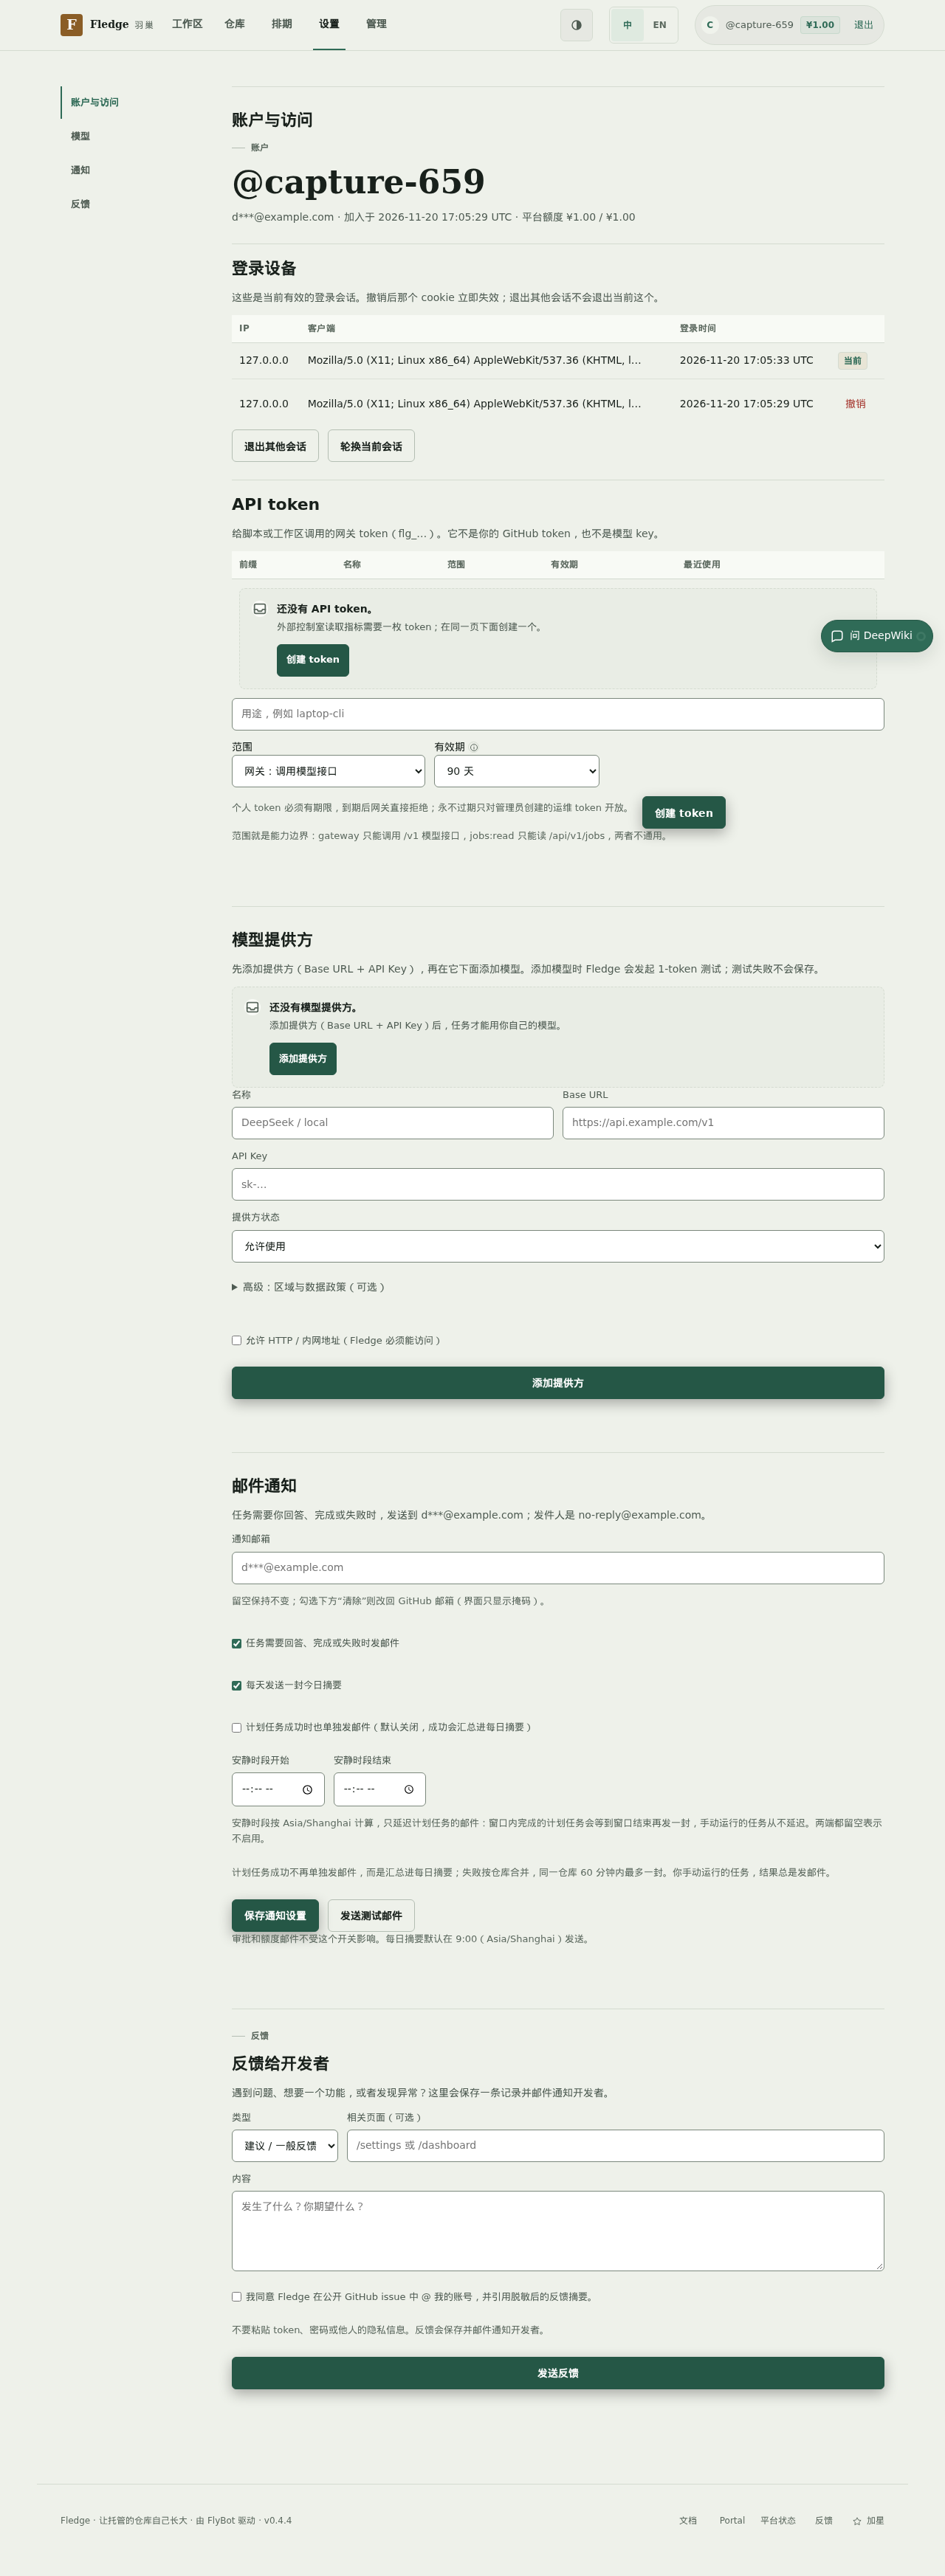 F Fledge 羽巢 工作区 仓库 排期 设置 管理 中 EN C @capture-659 ¥1.00 退出
账户与访问
模型
通知
反馈
账户与访问
账户
@capture-659
d***@example.com · 加入于 2026-11-20 17:05:29 UTC · 平台额度 ¥1.00 / ¥1.00
登录设备
这些是当前有效的登录会话。撤销后那个 cookie 立即失效；退出其他会话不会退出当前这个。
IP 客户端 登录时间
127.0.0.0 Mozilla/5.0 (X11; Linux x86_64) AppleWebKit/537.36 (KHTML, l… 2026-11-20 17:05:33 UTC 当前
127.0.0.0 Mozilla/5.0 (X11; Linux x86_64) AppleWebKit/537.36 (KHTML, l… 2026-11-20 17:05:29 UTC 撤销
退出其他会话 轮换当前会话
API token
给脚本或工作区调用的网关 token（flg_…）。它不是你的 GitHub token，也不是模型 key。
前缀 名称 范围 有效期 最近使用
还没有 API token。
外部控制室读取指标需要一枚 token；在同一页下面创建一个。
创建 token
问 DeepWiki
用途，例如 laptop-cli
范围 有效期
网关：调用模型接口 90 天
个人 token 必须有期限，到期后网关直接拒绝；永不过期只对管理员创建的运维 token 开放。 创建 token
范围就是能力边界：gateway 只能调用 /v1 模型接口，jobs:read 只能读 /api/v1/jobs，两者不通用。
模型提供方
先添加提供方（Base URL + API Key），再在它下面添加模型。添加模型时 Fledge 会发起 1-token 测试；测试失败不会保存。
还没有模型提供方。
添加提供方（Base URL + API Key）后，任务才能用你自己的模型。
添加提供方
名称 Base URL
DeepSeek / local https://api.example.com/v1
API Key
sk-…
提供方状态
允许使用
高级：区域与数据政策（可选）
允许 HTTP / 内网地址（Fledge 必须能访问）
添加提供方
邮件通知
任务需要你回答、完成或失败时，发送到 d***@example.com；发件人是 no-reply@example.com。
通知邮箱
d***@example.com
留空保持不变；勾选下方“清除”则改回 GitHub 邮箱（界面只显示掩码）。
任务需要回答、完成或失败时发邮件
每天发送一封今日摘要
计划任务成功时也单独发邮件（默认关闭，成功会汇总进每日摘要）
安静时段开始 安静时段结束
--:-- -- --:-- --
安静时段按 Asia/Shanghai 计算，只延迟计划任务的邮件：窗口内完成的计划任务会等到窗口结束再发一封，手动运行的任务从不延迟。两端都留空表示
不启用。
计划任务成功不再单独发邮件，而是汇总进每日摘要；失败按仓库合并，同一仓库 60 分钟内最多一封。你手动运行的任务，结果总是发邮件。
保存通知设置 发送测试邮件
审批和额度邮件不受这个开关影响。每日摘要默认在 9:00（Asia/Shanghai）发送。
反馈
反馈给开发者
遇到问题、想要一个功能，或者发现异常？这里会保存一条记录并邮件通知开发者。
类型 相关页面（可选）
建议 / 一般反馈 /settings 或 /dashboard
内容
发生了什么？你期望什么？
我同意 Fledge 在公开 GitHub issue 中 @ 我的账号，并引用脱敏后的反馈摘要。
不要粘贴 token、密码或他人的隐私信息。反馈会保存并邮件通知开发者。
发送反馈
Fledge · 让托管的仓库自己长大 · 由 FlyBot 驱动 · v0.4.4 文档 Portal 平台状态 反馈 加星